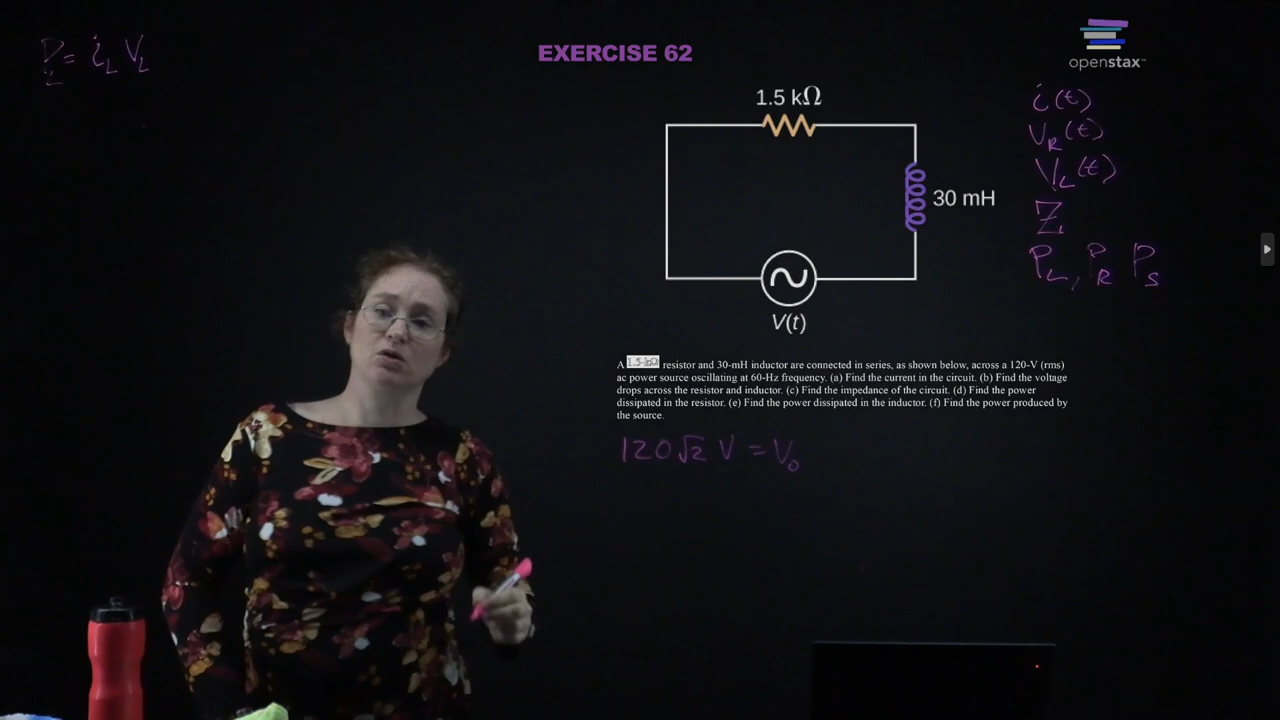 P_L = i_L V_L
EXERCISE 62
openstax™
1.5 kΩ
30 mH
V(t)
i(t)
V_R(t)
V_L(t)
Z
P_L, P_R P_S
A 1.5-kΩ resistor and 30-mH inductor are connected in series, as shown below, across a 120-V (rms)
ac power source oscillating at 60-Hz frequency. (a) Find the current in the circuit. (b) Find the voltage
drops across the resistor and inductor. (c) Find the impedance of the circuit. (d) Find the power
dissipated in the resistor. (e) Find the power dissipated in the inductor. (f) Find the power produced by
the source.
120√2 V = V_0